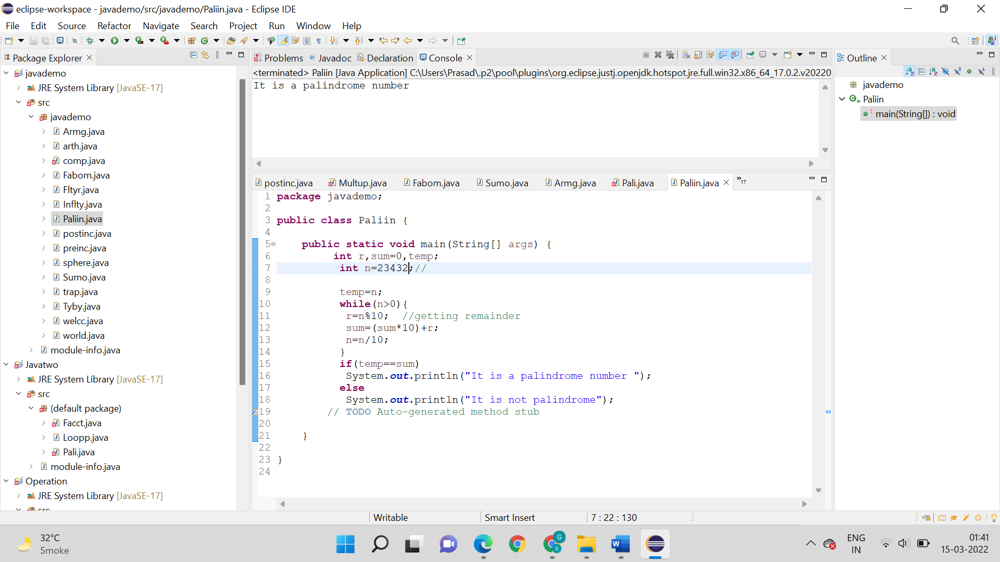 eclipse-workspace - javademo/src/javademo/Paliin.java - Eclipse IDE
File Edit Source Refactor Navigate Search Project Run Window Help
Package Explorer
javademo
JRE System Library [JavaSE-17]
src
javademo
Armg.java
arth.java
comp.java
Fabom.java
Fltyr.java
Inflty.java
Paliin.java
postinc.java
preinc.java
sphere.java
Sumo.java
trap.java
Tyby.java
welcc.java
world.java
module-info.java
Javatwo
JRE System Library [JavaSE-17]
src
(default package)
Facct.java
Loopp.java
Pali.java
module-info.java
Operation
JRE System Library [JavaSE-17]
src
Problems Javadoc Declaration Console
<terminated> Paliin [Java Application] C:\Users\Prasad\.p2\pool\plugins\org.eclipse.justj.openjdk.hotspot.jre.full.win32.x86_64_17.0.2.v20220
It is a palindrome number
postinc.java Multup.java Fabom.java Sumo.java Armg.java Pali.java Paliin.java »17
1 package javademo;
2
3 public class Paliin {
4
5 public static void main(String[] args) {
6 int r,sum=0,temp;
7 int n=23432;//
8
9 temp=n;
10 while(n>0){
11 r=n%10; //getting remainder
12 sum=(sum*10)+r;
13 n=n/10;
14 }
15 if(temp==sum)
16 System.out.println("It is a palindrome number ");
17 else
18 System.out.println("It is not palindrome");
19 // TODO Auto-generated method stub
20
21 }
22
23 }
24
Outline
javademo
Paliin
main(String[]) : void
Writable Smart Insert 7 : 22 : 130
32°C
Smoke
ENG
IN
01:41
15-03-2022